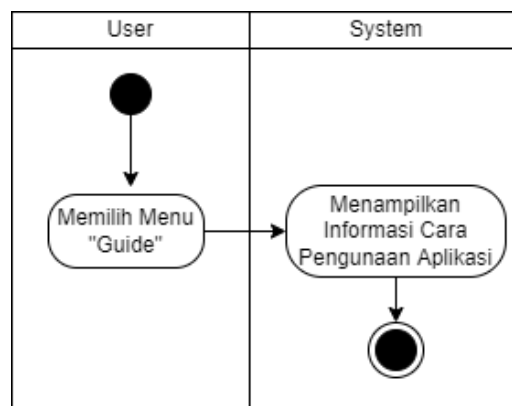 User
System
Memilih Menu
"Guide"
Menampilkan
Informasi Cara
Pengunaan Aplikasi